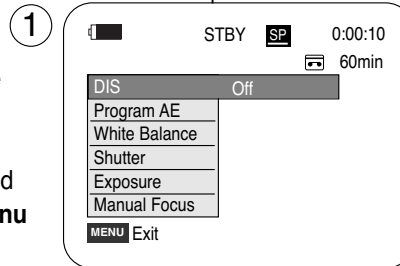 1
STBY SP 0:00:10
60min
DIS Off
Program AE
White Balance
Shutter
Exposure
Manual Focus
MENU Exit
d
nu